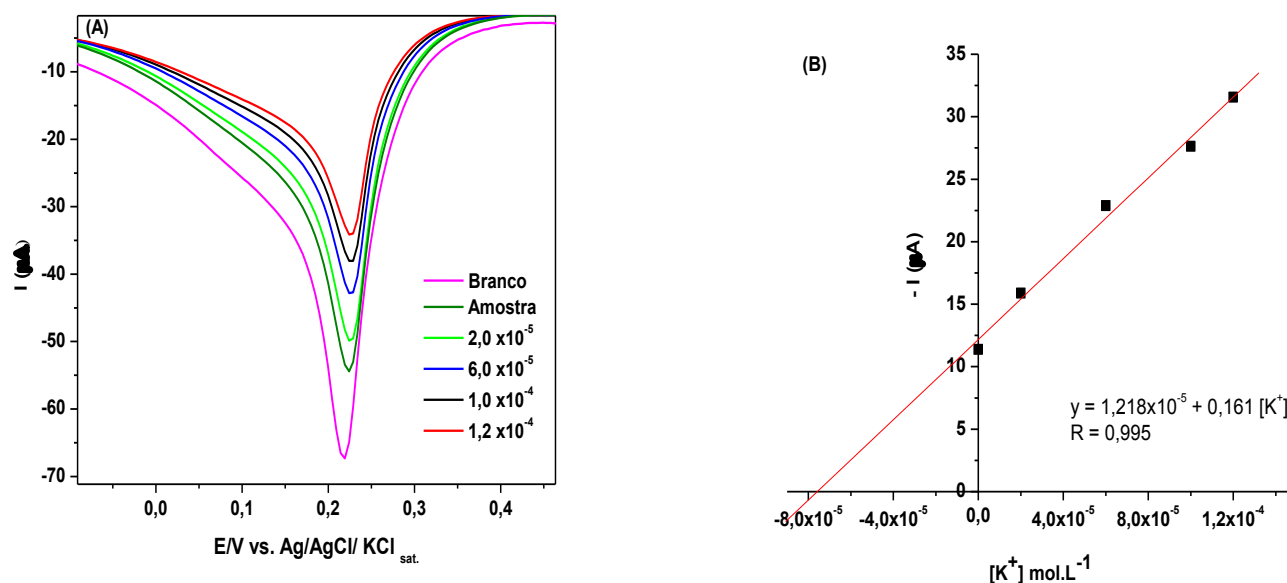 (A)
-10
-20
-30
-40
-50
-60
-70
I (µA)
Branco
Amostra
2,0 x10⁻⁵
6,0 x10⁻⁵
1,0 x10⁻⁴
1,2 x10⁻⁴
0,0 0,1 0,2 0,3 0,4
E/V vs. Ag/AgCl/ KCl sat.
(B)
35
30
25
20
15
10
5
0
- I (µA)
y = 1,218x10⁻⁵ + 0,161 [K⁺]
R = 0,995
-8,0x10⁻⁵ -4,0x10⁻⁵ 0,0 4,0x10⁻⁵ 8,0x10⁻⁵ 1,2x10⁻⁴
[K⁺] mol.L⁻¹